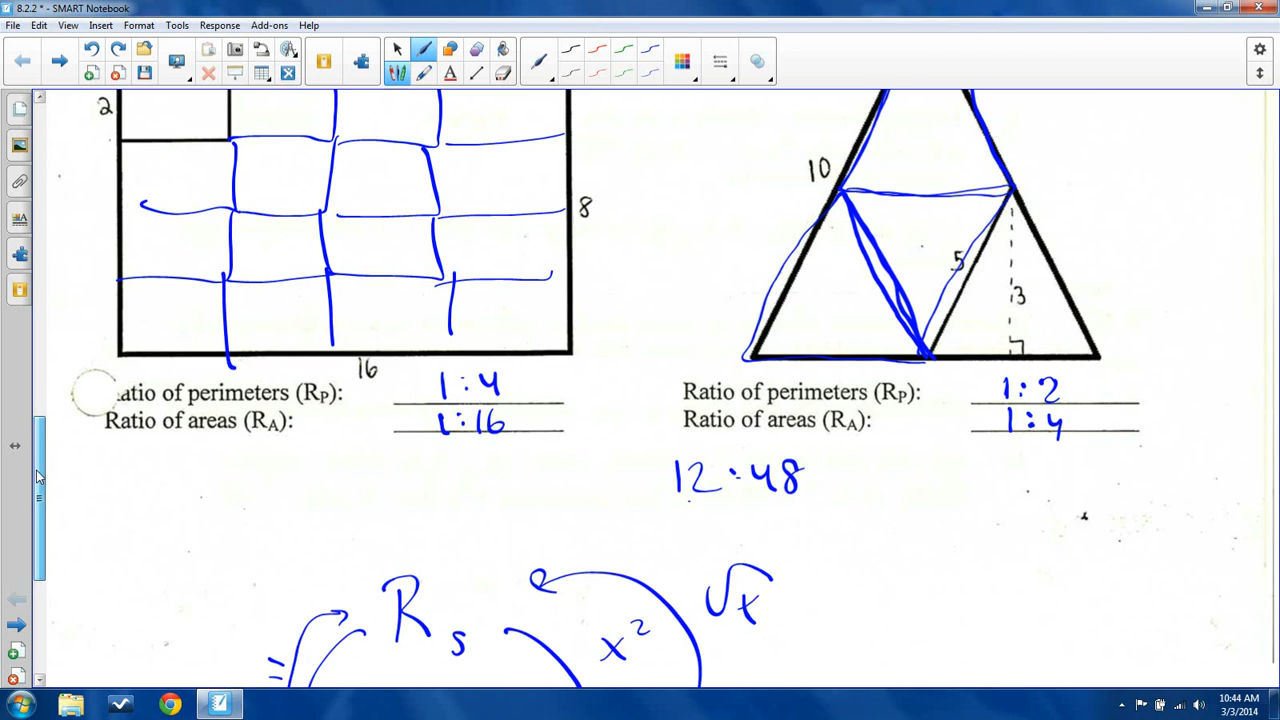 8.2.2 * - SMART Notebook
File Edit View Insert Format Tools Response Add-ons Help
2
8
16
10
5
3
atio of perimeters (RP): 1:4
Ratio of areas (RA): 1:16
Ratio of perimeters (RP): 1:2
Ratio of areas (RA): 1:4
12:48
Rs
x²
√x
=
10:44 AM
3/3/2014